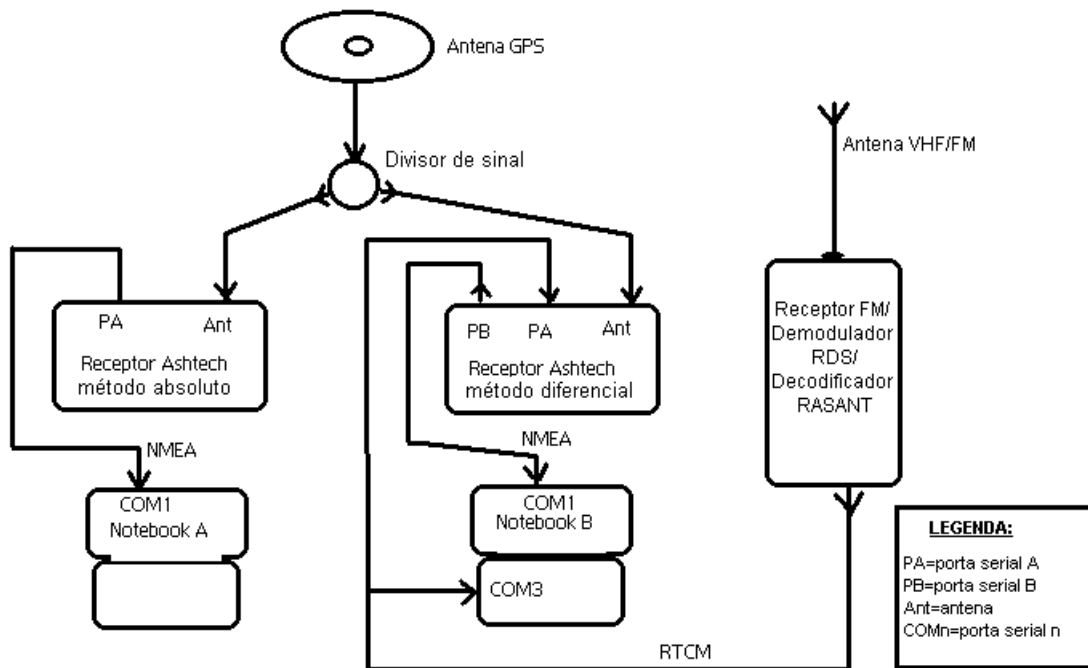 Antena GPS
Divisor de sinal
Antena VHF/FM
PA
Ant
Receptor Ashtech
método absoluto
PB
PA
Ant
Receptor Ashtech
método diferencial
Receptor FM/
Demodulador
RDS/
Decodificador
RASANT
NMEA
COM1
Notebook A
NMEA
COM1
Notebook B
COM3
RTCM
LEGENDA:
PA=porta serial A
PB=porta serial B
Ant=antena
COMn=porta serial n